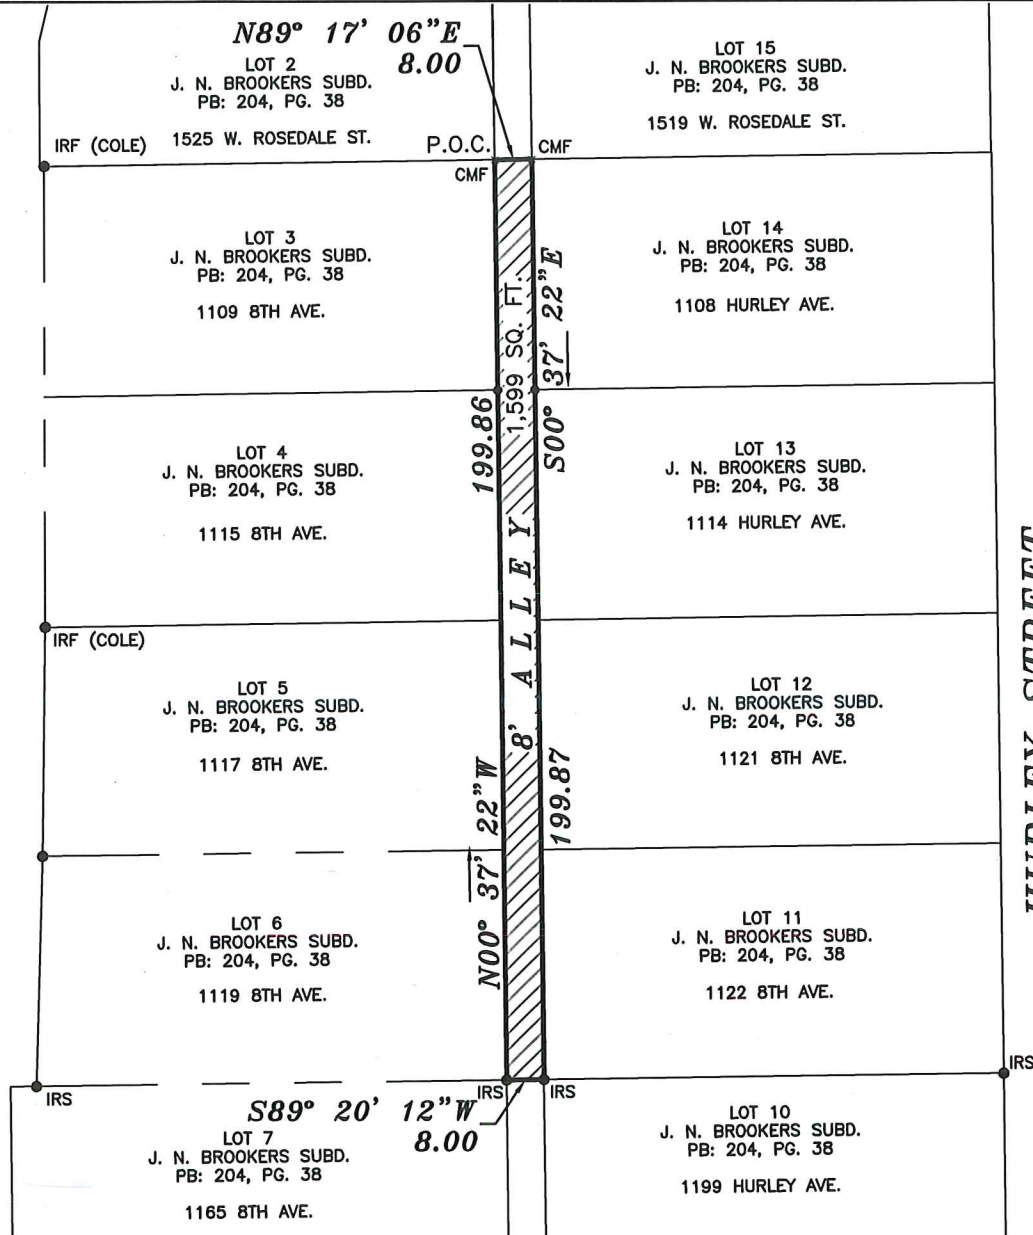 N89° 17' 06"E
8.00
LOT 2
J. N. BROOKERS SUBD.
PB: 204, PG. 38
1525 W. ROSEDALE ST.
LOT 15
J. N. BROOKERS SUBD.
PB: 204, PG. 38
1519 W. ROSEDALE ST.
IRF (COLE)
P.O.C.
CMF
CMF
LOT 3
J. N. BROOKERS SUBD.
PB: 204, PG. 38
1109 8TH AVE.
LOT 14
J. N. BROOKERS SUBD.
PB: 204, PG. 38
1108 HURLEY AVE.
1,599 SQ. FT.
S00° 37' 22"E
199.86
LOT 4
J. N. BROOKERS SUBD.
PB: 204, PG. 38
1115 8TH AVE.
LOT 13
J. N. BROOKERS SUBD.
PB: 204, PG. 38
1114 HURLEY AVE.
8' ALLEY
HURLEY STREET
IRF (COLE)
LOT 5
J. N. BROOKERS SUBD.
PB: 204, PG. 38
1117 8TH AVE.
LOT 12
J. N. BROOKERS SUBD.
PB: 204, PG. 38
1121 8TH AVE.
199.87
N00° 37' 22"W
LOT 6
J. N. BROOKERS SUBD.
PB: 204, PG. 38
1119 8TH AVE.
LOT 11
J. N. BROOKERS SUBD.
PB: 204, PG. 38
1122 8TH AVE.
IRS
IRS
IRS
IRS
S89° 20' 12"W
8.00
LOT 7
J. N. BROOKERS SUBD.
PB: 204, PG. 38
1165 8TH AVE.
LOT 10
J. N. BROOKERS SUBD.
PB: 204, PG. 38
1199 HURLEY AVE.